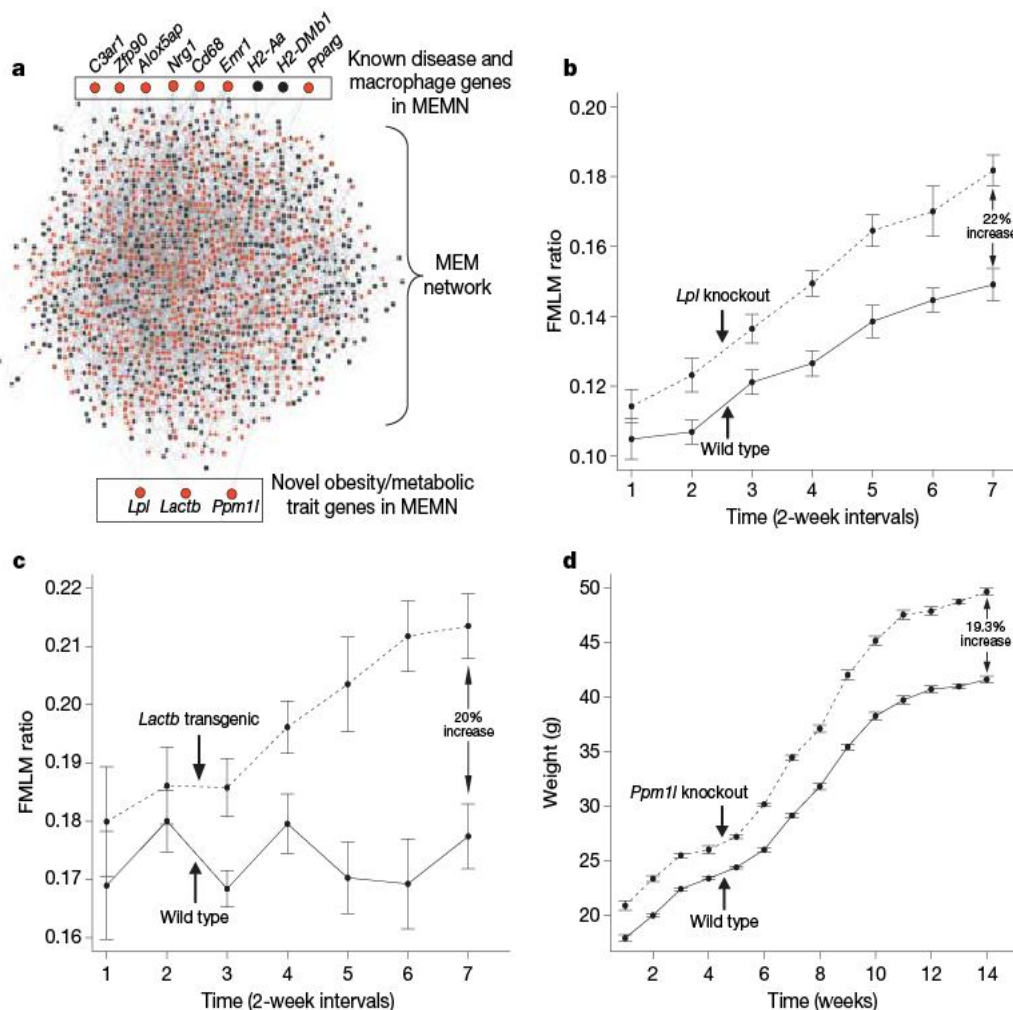 a
C3ar1
Zfp90
Alox5ap
Nrg1
Cd68
Emr1
H2-Aa
H2-DMb1
Pparg
Known disease and
macrophage genes
in MEMN
MEM
network
Lpl Lactb Ppm1l
Novel obesity/metabolic
trait genes in MEMN
b
0.20
0.18
0.16
0.14
0.12
0.10
FMLM ratio
Lpl knockout
Wild type
22%
increase
1 2 3 4 5 6 7
Time (2-week intervals)
c
0.22
0.21
0.20
0.19
0.18
0.17
0.16
FMLM ratio
Lactb transgenic
Wild type
20%
increase
1 2 3 4 5 6 7
Time (2-week intervals)
d
50
45
40
35
30
25
20
Weight (g)
Ppm1l knockout
Wild type
19.3%
increase
2 4 6 8 10 12 14
Time (weeks)